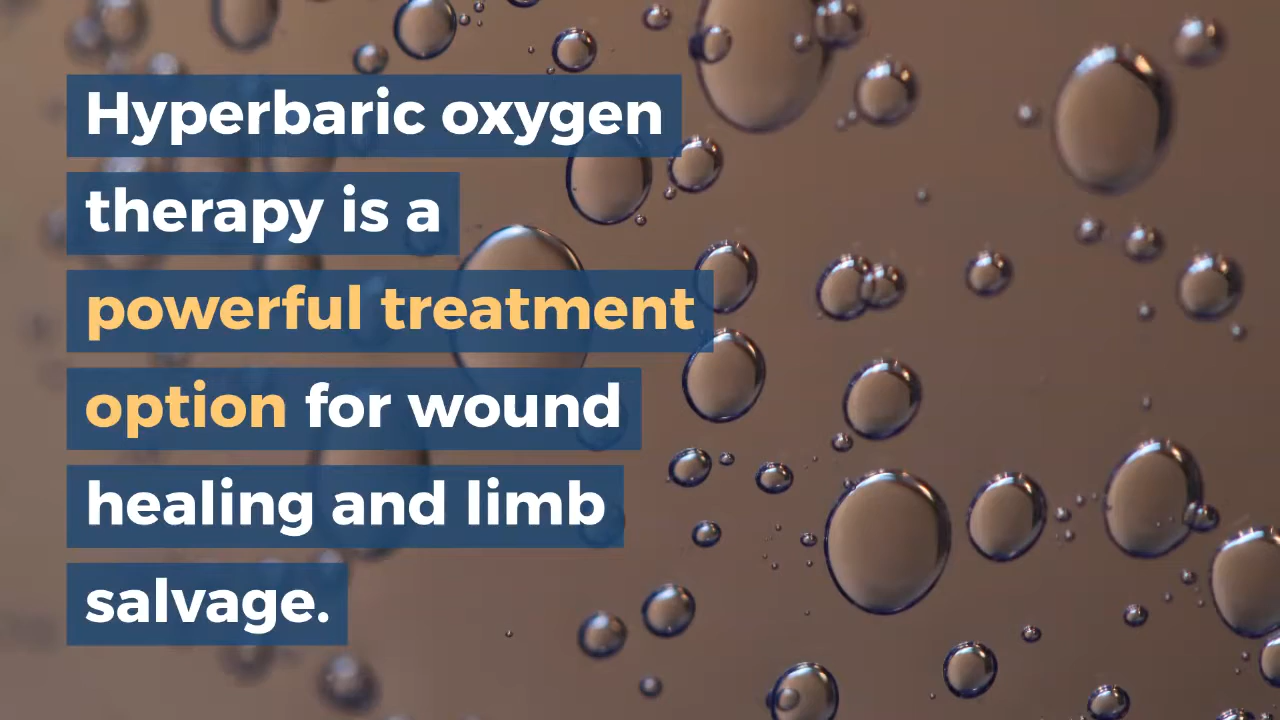 Hyperbaric oxygen
therapy is a
powerful treatment
option for wound
healing and limb
salvage.